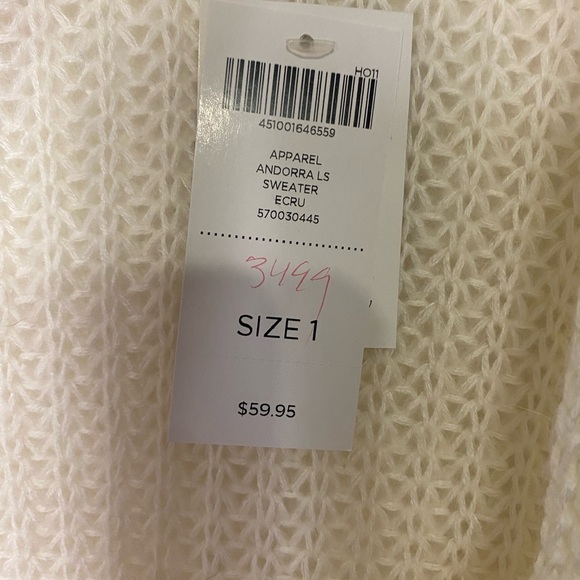 HO11
451001646559
APPAREL
ANDORRA LS
SWEATER
ECRU
570030445
3499
SIZE 1
$59.95